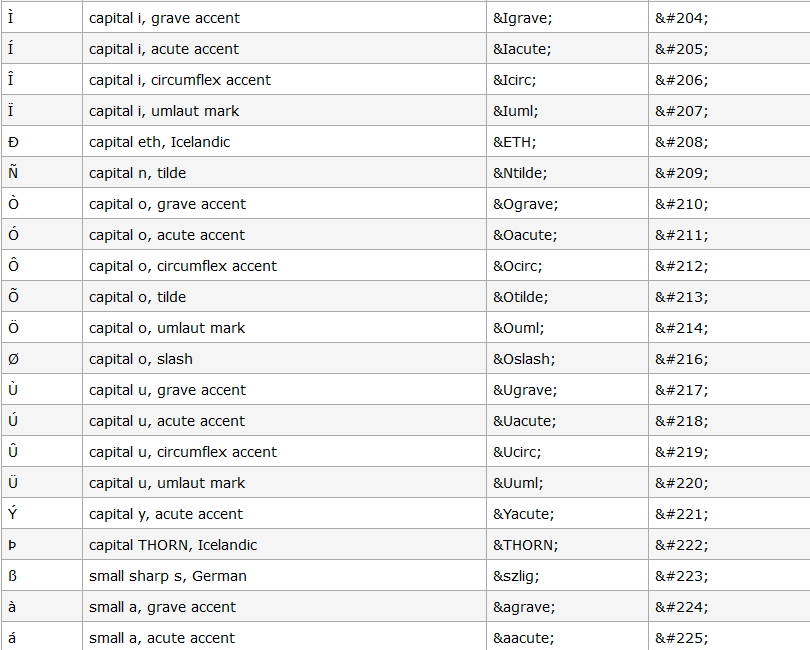 Ì capital i, grave accent &Igrave; &#204;
Í capital i, acute accent &Iacute; &#205;
Î capital i, circumflex accent &Icirc; &#206;
Ï capital i, umlaut mark &Iuml; &#207;
Ð capital eth, Icelandic &ETH; &#208;
Ñ capital n, tilde &Ntilde; &#209;
Ò capital o, grave accent &Ograve; &#210;
Ó capital o, acute accent &Oacute; &#211;
Ô capital o, circumflex accent &Ocirc; &#212;
Õ capital o, tilde &Otilde; &#213;
Ö capital o, umlaut mark &Ouml; &#214;
Ø capital o, slash &Oslash; &#216;
Ù capital u, grave accent &Ugrave; &#217;
Ú capital u, acute accent &Uacute; &#218;
Û capital u, circumflex accent &Ucirc; &#219;
Ü capital u, umlaut mark &Uuml; &#220;
Ý capital y, acute accent &Yacute; &#221;
Þ capital THORN, Icelandic &THORN; &#222;
ß small sharp s, German &szlig; &#223;
à small a, grave accent &agrave; &#224;
á small a, acute accent &aacute; &#225;